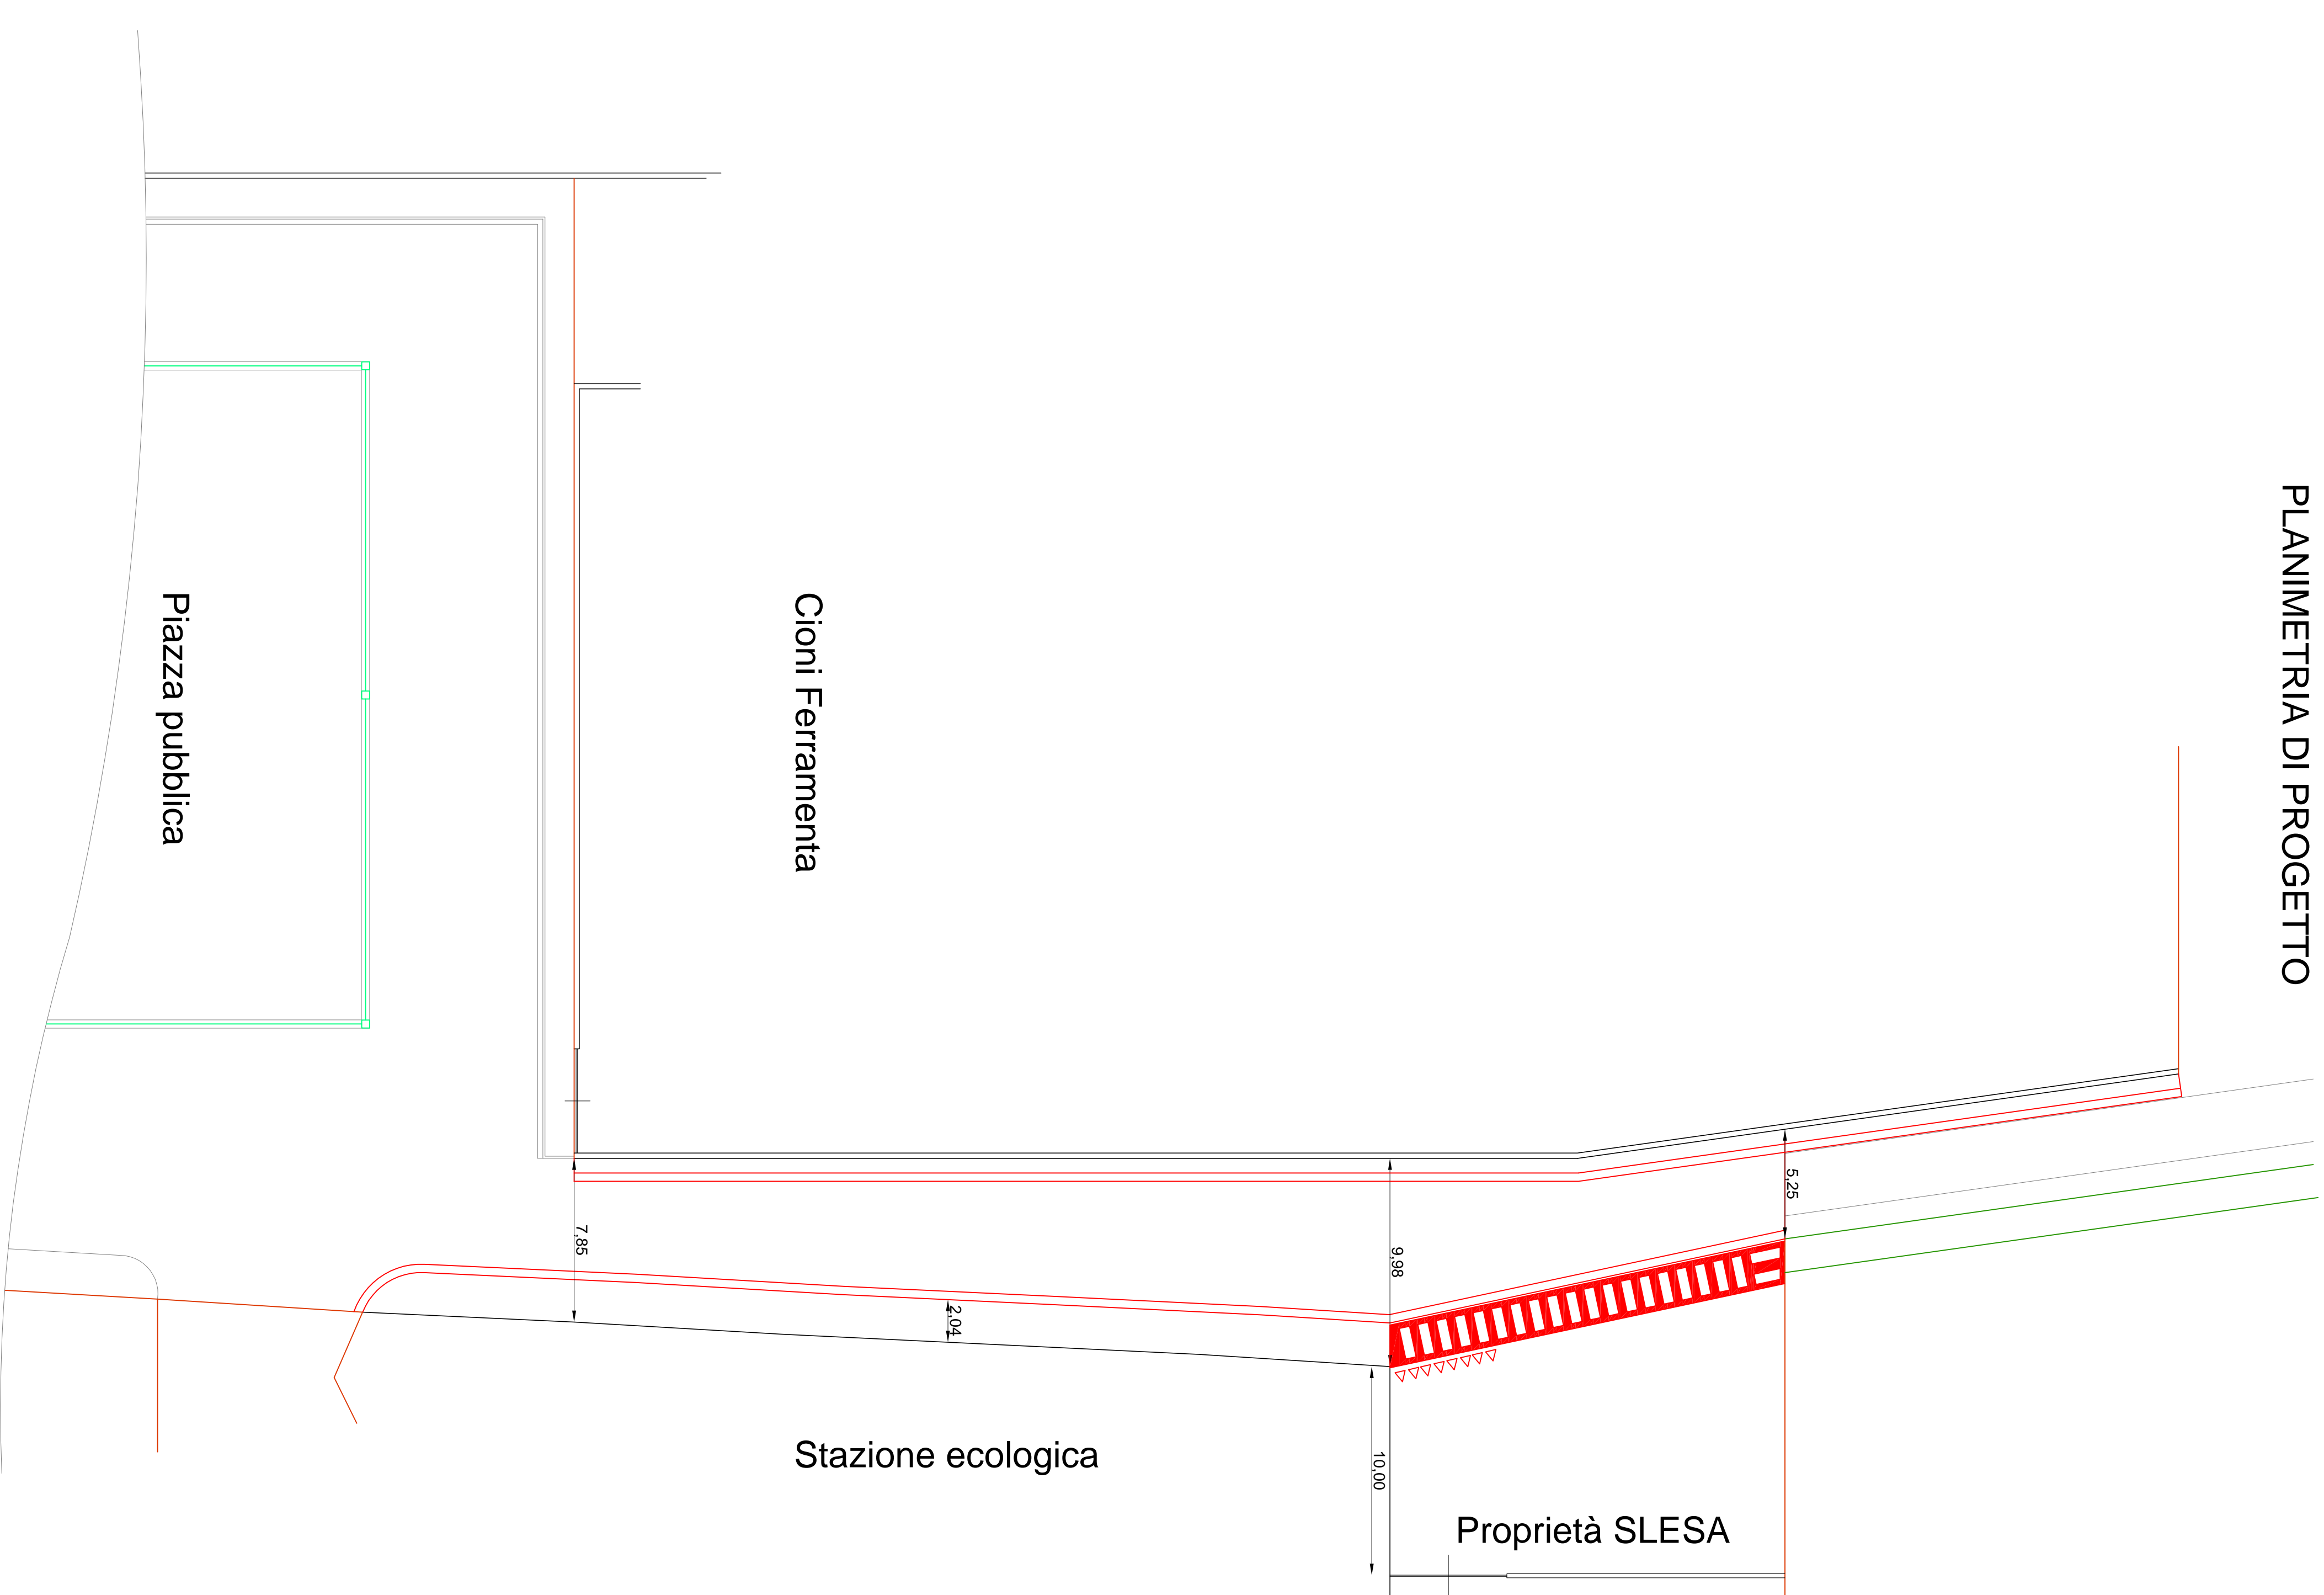 PLANIMETRIA DI PROGETTO
Piazza pubblica
Cioni Ferramenta
5,25
7,85
9,98
2,04
10,00
Stazione ecologica
Proprietà SLESA